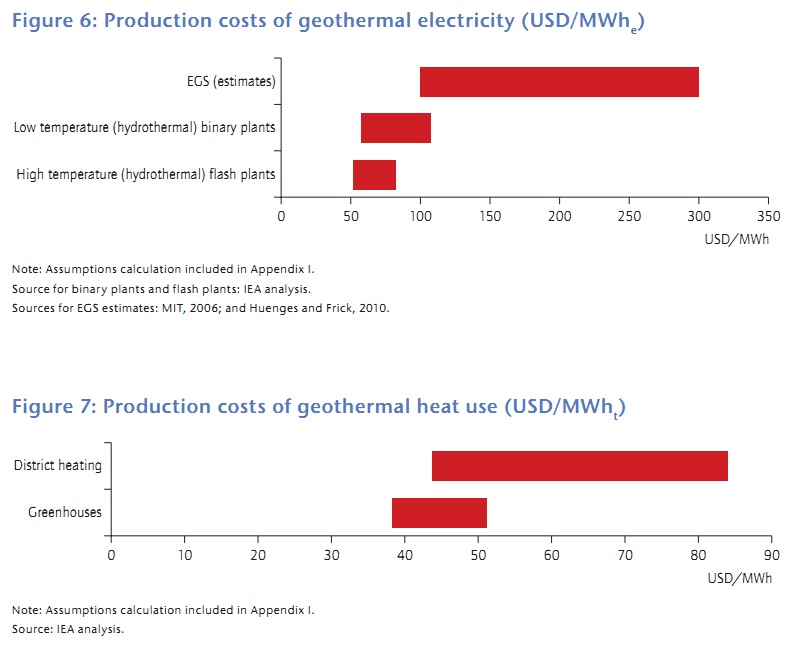 Figure 6: Production costs of geothermal electricity (USD/MWhe)
EGS (estimates)
Low temperature (hydrothermal) binary plants
High temperature (hydrothermal) flash plants
0 50 100 150 200 250 300 350
USD/MWh
Note: Assumptions calculation included in Appendix I.
Source for binary plants and flash plants: IEA analysis.
Sources for EGS estimates: MIT, 2006; and Huenges and Frick, 2010.
Figure 7: Production costs of geothermal heat use (USD/MWht)
District heating
Greenhouses
0 10 20 30 40 50 60 70 80 90
USD/MWh
Note: Assumptions calculation included in Appendix I.
Source: IEA analysis.